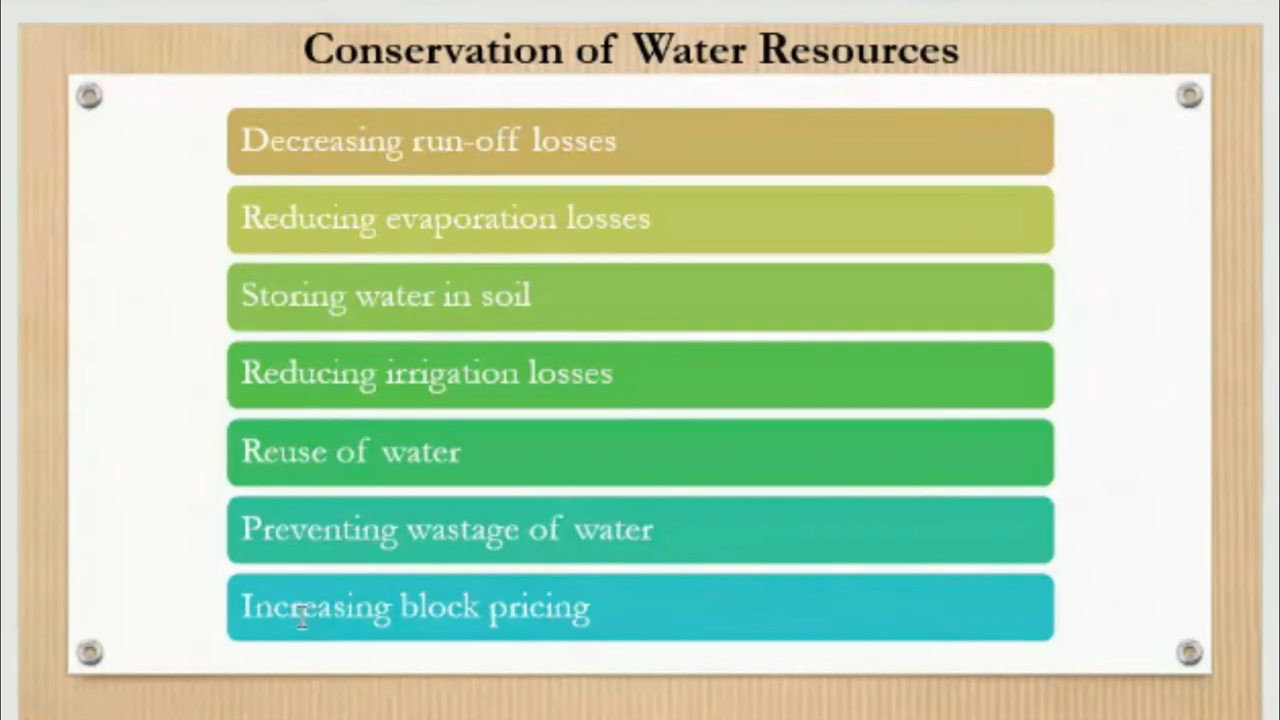 Conservation of Water Resources
Decreasing run-off losses
Reducing evaporation losses
Storing water in soil
Reducing irrigation losses
Reuse of water
Preventing wastage of water
Increasing block pricing